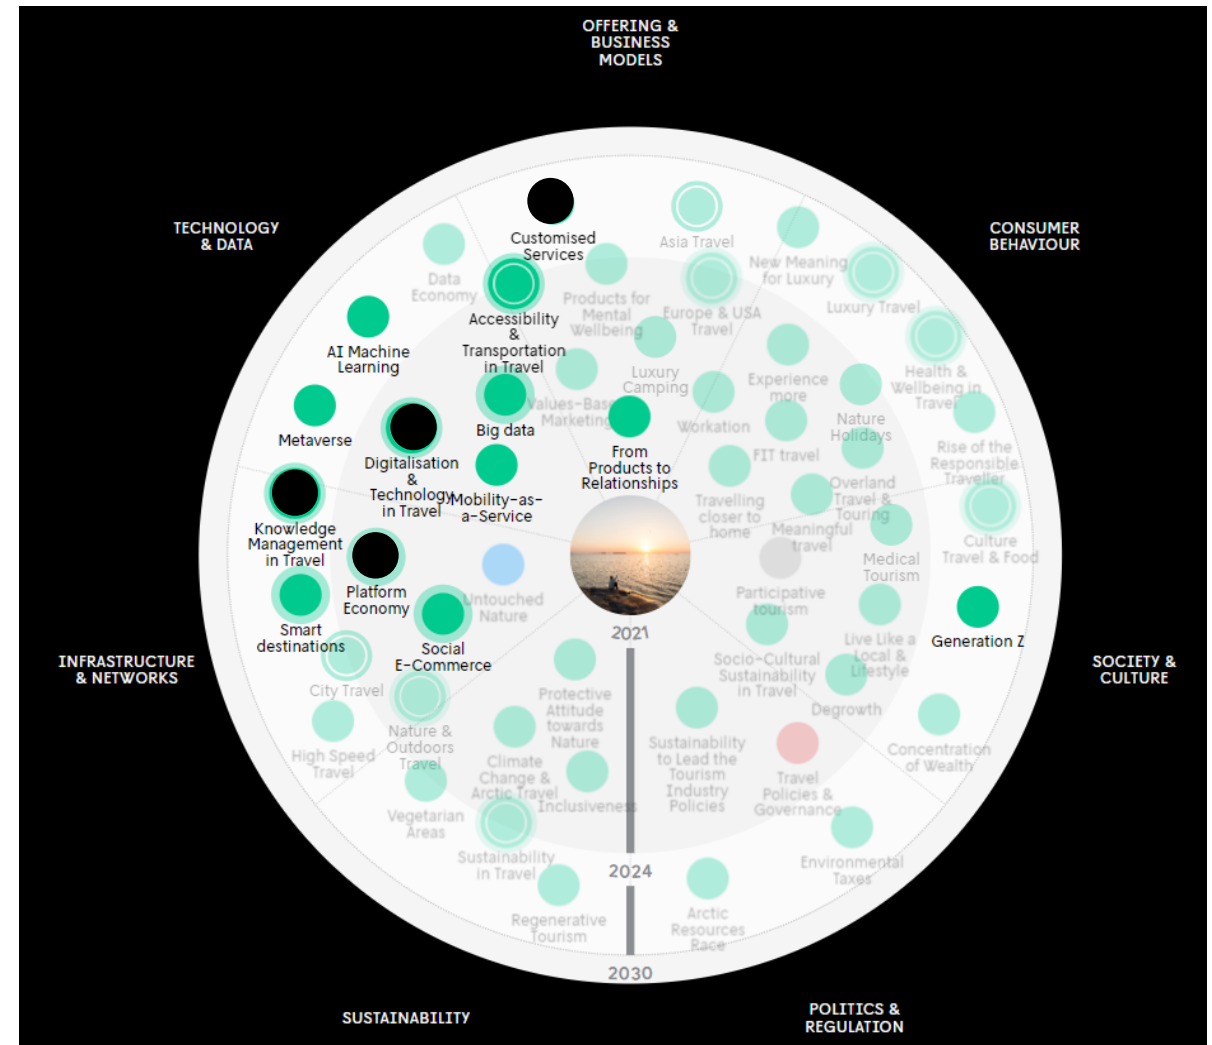 OFFERING &
BUSINESS
MODELS
TECHNOLOGY
& DATA
CONSUMER
BEHAVIOUR
Customised
Services
Asia Travel
New Meaning
for Luxury
Data
Economy
Products for
Mental
Wellbeing
Europe & USA
Travel
Luxury Travel
Accessibility
&
Transportation
in Travel
AI Machine
Learning
Luxury
Camping
Experience
more
Health &
Wellbeing in
Travel
Values-Base
Marketing
Big data
Metaverse
Workation
Nature
Holidays
From
Products to
Relationships
FIT travel
Rise of the
Responsible
Traveller
Digitalisation
&
Technology
in Travel
Mobility-as-
a-Service
Travelling
closer to
home
Overland
Travel &
Touring
Meaningful
travel
Knowledge
Management
in Travel
Culture
Travel & Food
Medical
Tourism
Platform
Economy
Untouched
Nature
Participative
tourism
Smart
destinations
Social
E-Commerce
2021
Live Like a
Local &
Lifestyle
Generation Z
INFRASTRUCTURE
& NETWORKS
SOCIETY &
CULTURE
City Travel
Protective
Attitude
towards
Nature
Socio-Cultural
Sustainability
in Travel
Degrowth
Nature &
Outdoors
Travel
High Speed
Travel
Climate
Change &
Arctic Travel
Inclusiveness
Sustainability
to Lead the
Tourism
Industry
Policies
Travel
Policies &
Governance
Concentration
of Wealth
Vegetarian
Areas
Sustainability
in Travel
2024
Environmental
Taxes
Regenerative
Tourism
Arctic
Resources
Race
2030
SUSTAINABILITY
POLITICS &
REGULATION